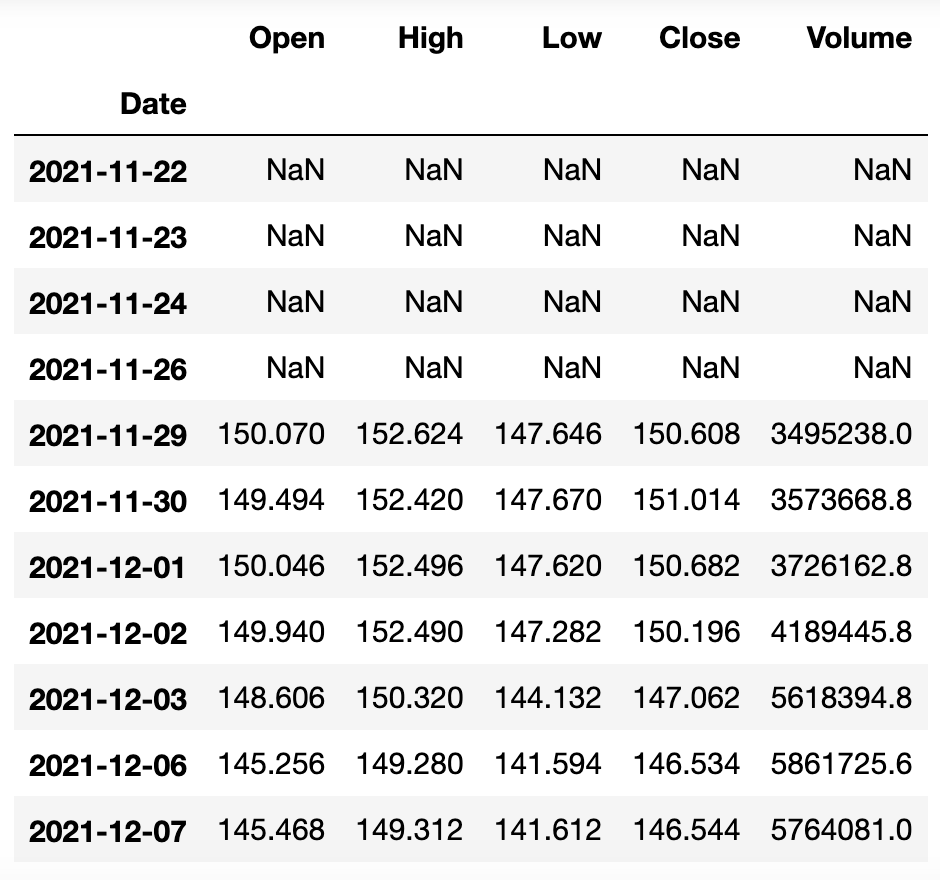 Open High Low Close Volume
Date
2021-11-22 NaN NaN NaN NaN NaN
2021-11-23 NaN NaN NaN NaN NaN
2021-11-24 NaN NaN NaN NaN NaN
2021-11-26 NaN NaN NaN NaN NaN
2021-11-29 150.070 152.624 147.646 150.608 3495238.0
2021-11-30 149.494 152.420 147.670 151.014 3573668.8
2021-12-01 150.046 152.496 147.620 150.682 3726162.8
2021-12-02 149.940 152.490 147.282 150.196 4189445.8
2021-12-03 148.606 150.320 144.132 147.062 5618394.8
2021-12-06 145.256 149.280 141.594 146.534 5861725.6
2021-12-07 145.468 149.312 141.612 146.544 5764081.0